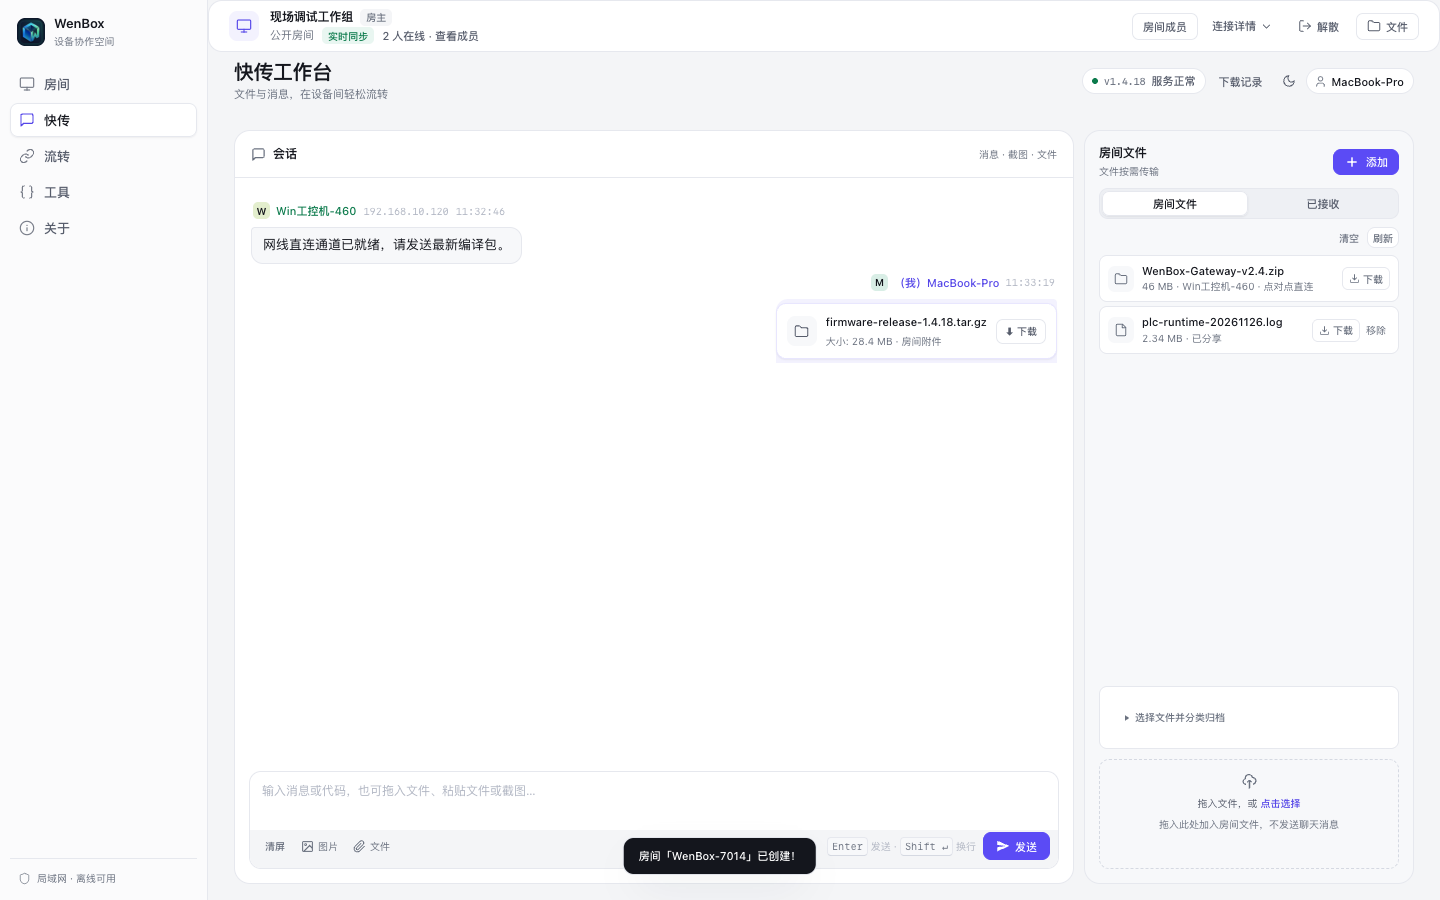 WenBox
设备协作空间
房间
快传
流转
工具
关于
局域网 · 离线可用
现场调试工作组 房主
公开房间 实时同步 2 人在线 · 查看成员
房间成员 连接详情 解散 文件
快传工作台
文件与消息，在设备间轻松流转
v1.4.18 服务正常 下载记录 MacBook-Pro
会话
消息 · 截图 · 文件
W Win工控机-460 192.168.10.120 11:32:46
网线直连通道已就绪，请发送最新编译包。
M （我）MacBook-Pro 11:33:19
firmware-release-1.4.18.tar.gz
大小: 28.4 MB · 房间附件
⬇ 下载
输入消息或代码，也可拖入文件、粘贴文件或截图...
清屏 图片 文件
Enter 发送 · Shift ↵ 换行 发送
房间「WenBox-7014」已创建！
房间文件
文件按需传输
添加
房间文件 已接收
清空 刷新
WenBox-Gateway-v2.4.zip
46 MB · Win工控机-460 · 点对点直连
下载
plc-runtime-20261126.log
2.34 MB · 已分享
下载 移除
选择文件并分类归档
拖入文件，或 点击选择
拖入此处加入房间文件，不发送聊天消息